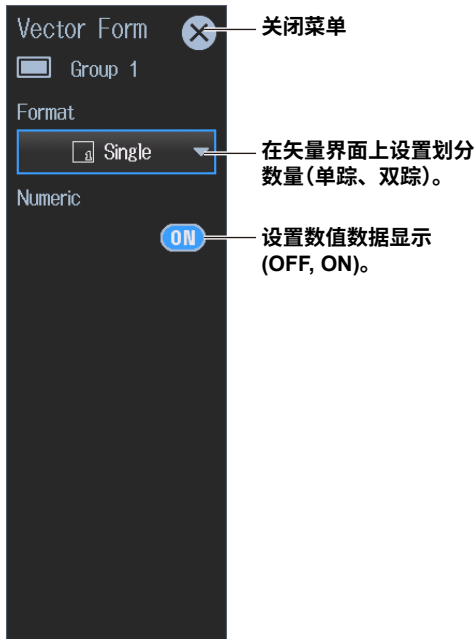 Vector Form
关闭菜单
Group 1
Format
a Single
在矢量界面上设置划分
数量(单踪、双踪)。
Numeric
ON
设置数值数据显示
(OFF, ON)。